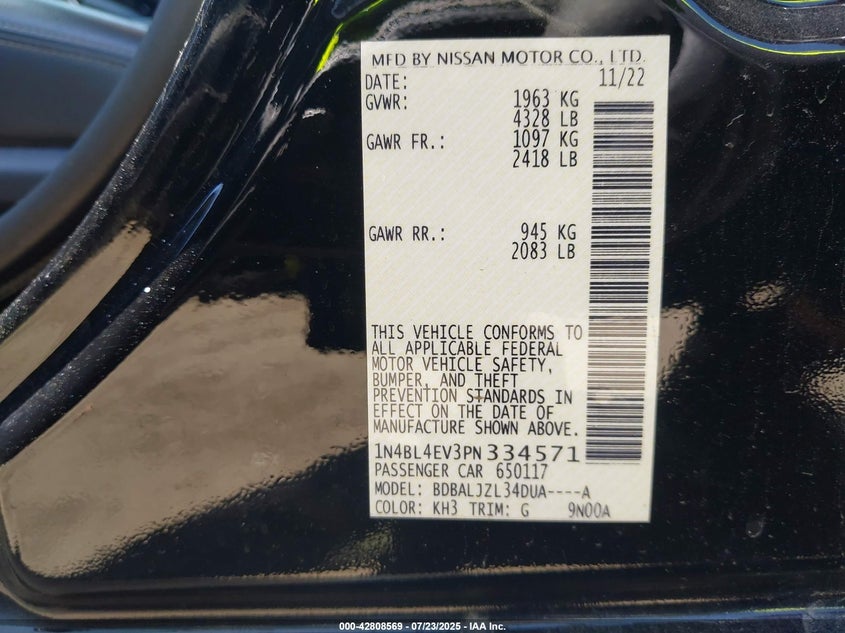 MFD BY NISSAN MOTOR CO., LTD.
DATE: 11/22
GVWR: 1963 KG
4328 LB
GAWR FR.: 1097 KG
2418 LB
GAWR RR.: 945 KG
2083 LB
THIS VEHICLE CONFORMS TO
ALL APPLICABLE FEDERAL
MOTOR VEHICLE SAFETY,
BUMPER, AND THEFT
PREVENTION STANDARDS IN
EFFECT ON THE DATE OF
MANUFACTURE SHOWN ABOVE.
1N4BL4EV3PN334571
PASSENGER CAR 650117
MODEL: BDBALJZL34DUA----A
COLOR: KH3 TRIM: G 9N00A
000-42808569 - 07/23/2025 - IAA Inc.